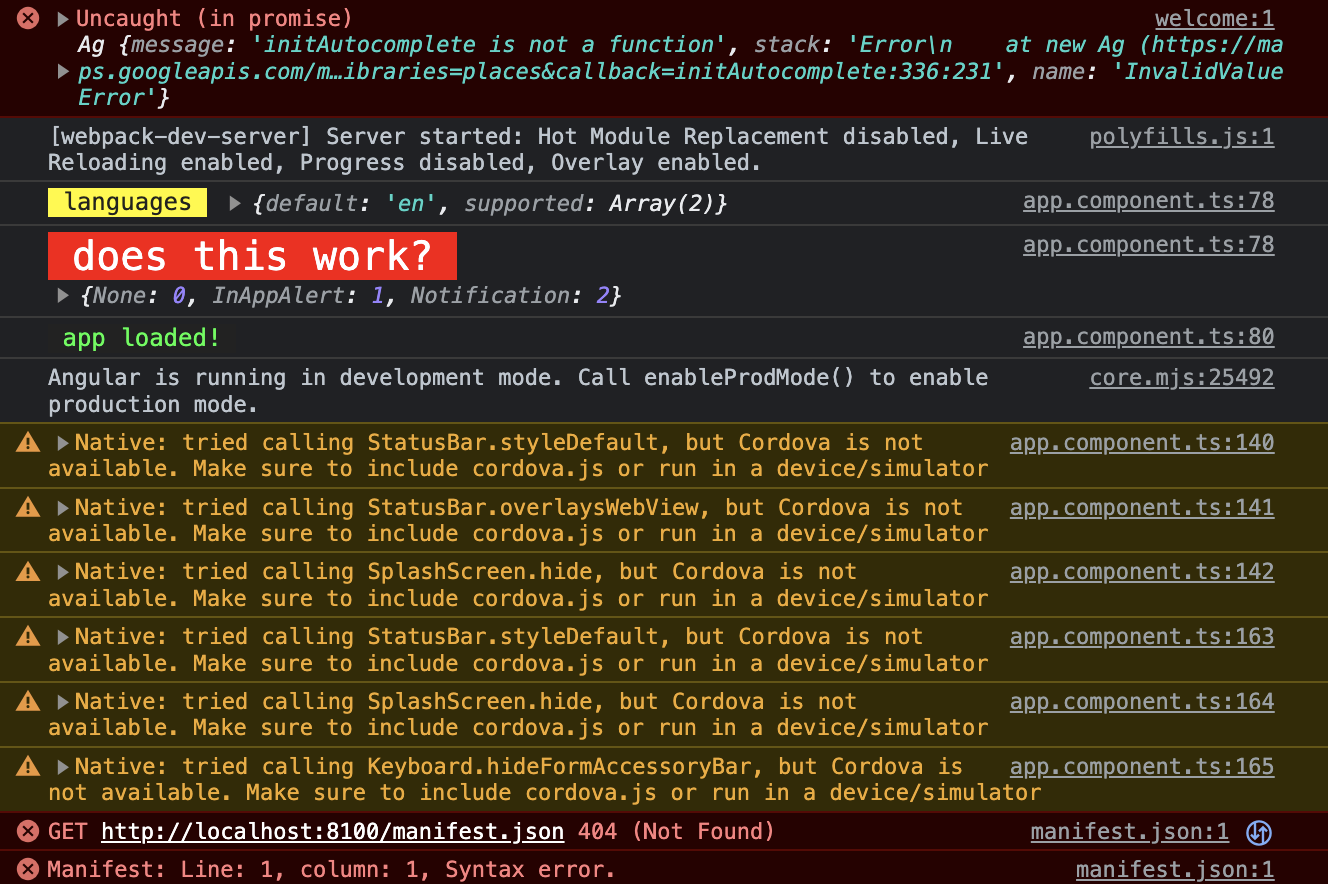 Uncaught (in promise) welcome:1
Ag {message: 'initAutocomplete is not a function', stack: 'Error\n    at new Ag (https://ma
ps.googleapis.com/m…ibraries=places&callback=initAutocomplete:336:231', name: 'InvalidValue
Error'}
[webpack-dev-server] Server started: Hot Module Replacement disabled, Live polyfills.js:1
Reloading enabled, Progress disabled, Overlay enabled.
languages {default: 'en', supported: Array(2)} app.component.ts:78
does this work? app.component.ts:78
{None: 0, InAppAlert: 1, Notification: 2}
app loaded! app.component.ts:80
Angular is running in development mode. Call enableProdMode() to enable core.mjs:25492
production mode.
Native: tried calling StatusBar.styleDefault, but Cordova is not app.component.ts:140
available. Make sure to include cordova.js or run in a device/simulator
Native: tried calling StatusBar.overlaysWebView, but Cordova is not app.component.ts:141
available. Make sure to include cordova.js or run in a device/simulator
Native: tried calling SplashScreen.hide, but Cordova is not app.component.ts:142
available. Make sure to include cordova.js or run in a device/simulator
Native: tried calling StatusBar.styleDefault, but Cordova is not app.component.ts:163
available. Make sure to include cordova.js or run in a device/simulator
Native: tried calling SplashScreen.hide, but Cordova is not app.component.ts:164
available. Make sure to include cordova.js or run in a device/simulator
Native: tried calling Keyboard.hideFormAccessoryBar, but Cordova is app.component.ts:165
not available. Make sure to include cordova.js or run in a device/simulator
GET http://localhost:8100/manifest.json 404 (Not Found) manifest.json:1
Manifest: Line: 1, column: 1, Syntax error. manifest.json:1